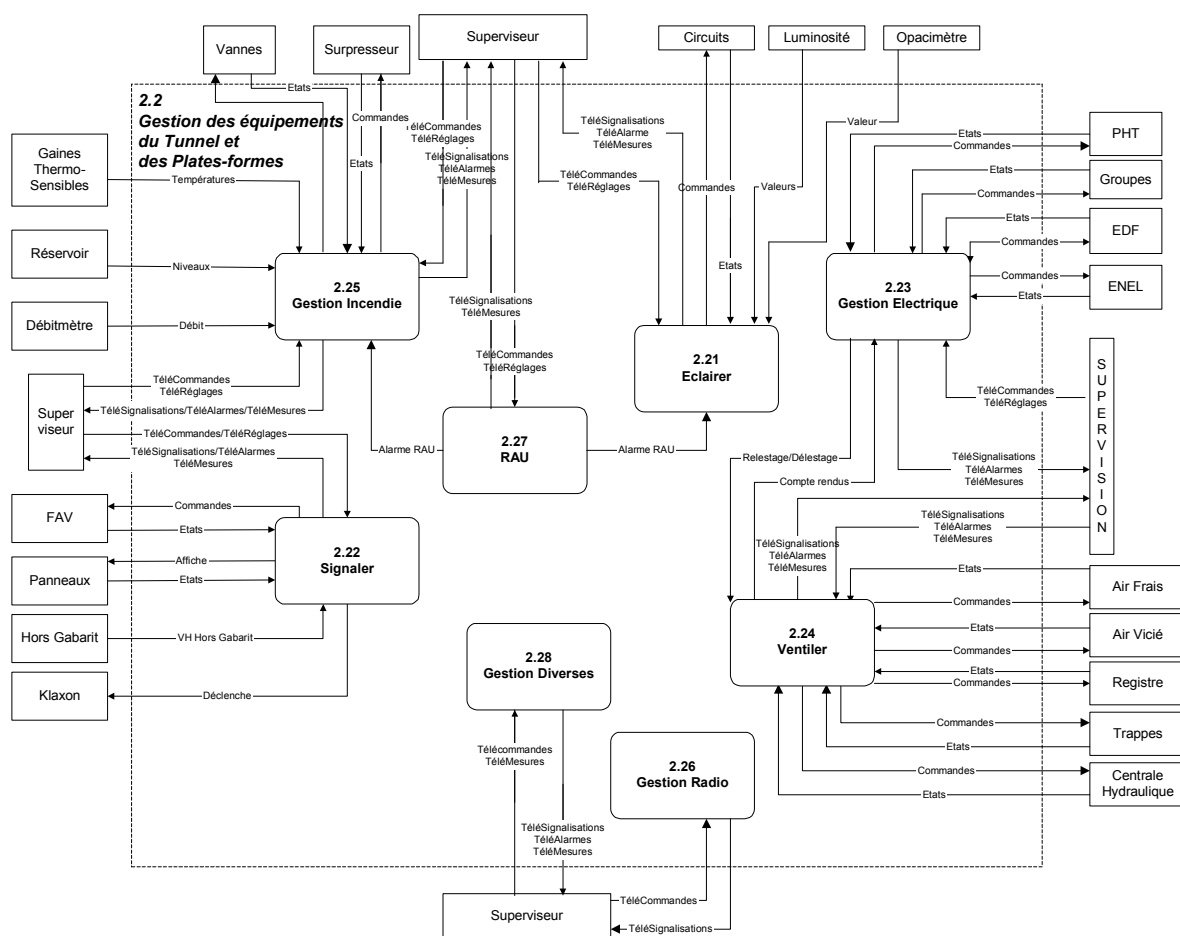 Vannes
Surpresseur
Superviseur
Circuits
Luminosité
Opacimètre
2.2
Gestion des équipements
du Tunnel et
des Plates-formes
Etats
Commandes
Etats
TéléCommandes
TéléRéglages
TéléSignalisations
TéléAlarmes
TéléMesures
TéléSignalisations
TéléAlarme
TéléMesures
TéléCommandes
TéléRéglages
Commandes
Etats
Valeurs
Valeur
Gaines
Thermo-
Sensibles
Températures
Réservoir
Niveaux
Débitmètre
Débit
2.25
Gestion Incendie
TéléSignalisations
TéléMesures
TéléCommandes
TéléRéglages
2.21
Eclairer
2.23
Gestion Electrique
Etats
Commandes
PHT
Etats
Commandes
Groupes
Etats
Commandes
EDF
Commandes
Etats
ENEL
Super
viseur
TéléCommandes
TéléRéglages
TéléSignalisations/TéléAlarmes/TéléMesures
TéléCommandes/TéléRéglages
TéléSignalisations/TéléAlarmes
TéléMesures
Alarme RAU
2.27
RAU
Alarme RAU
TéléCommandes
TéléRéglages
SUPERVISION
Relestage/Délestage
Compte rendus
TéléSignalisations
TéléAlarmes
TéléMesures
TéléSignalisations
TéléAlarmes
TéléMesures
TéléSignalisations
TéléAlarmes
TéléMesures
FAV
Commandes
Etats
Panneaux
Affiche
Etats
2.22
Signaler
Hors Gabarit
VH Hors Gabarit
Klaxon
Déclenche
2.24
Ventiler
Etats
Commandes
Air Frais
Etats
Commandes
Air Vicié
Etats
Commandes
Registre
Commandes
Etats
Trappes
Commandes
Etats
Centrale
Hydraulique
2.28
Gestion Diverses
Télécommandes
TéléMesures
TéléSignalisations
TéléAlarmes
TéléMesures
2.26
Gestion Radio
Superviseur
TéléCommandes
TéléSignalisations